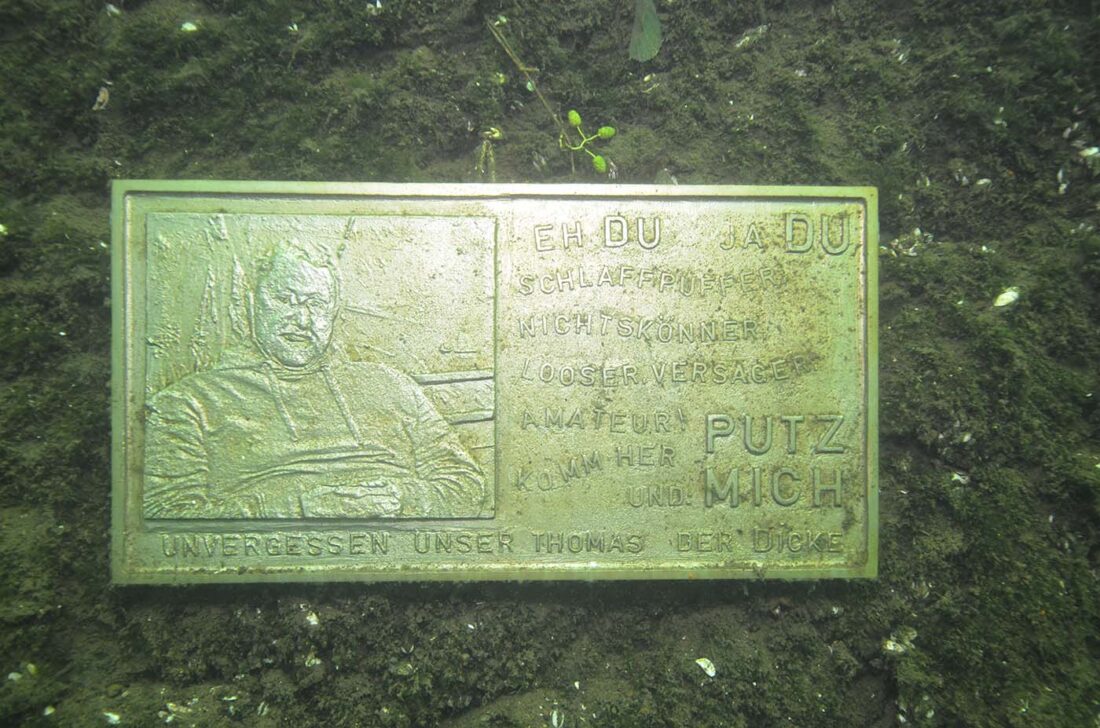 EH DU JA DU
SCHLAFFPUFFER,
NICHTSKÖNNER,
LOOSER, VERSAGER,
AMATEUR!
KOMM HER PUTZ
UND. MICH
UNVERGESSEN UNSER THOMAS DER DICKE